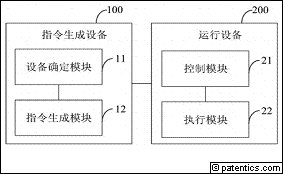 100
指令生成设备
设备确定模块
11
指令生成模块
12
200
运行设备
控制模块
21
执行模块
22
© patentics.com